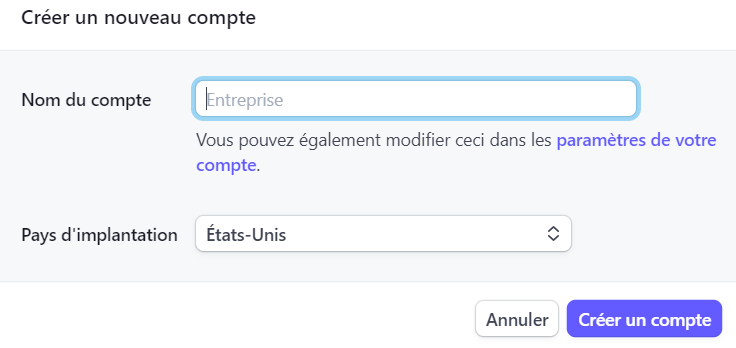 Créer un nouveau compte
Nom du compte
Entreprise
Vous pouvez également modifier ceci dans les paramètres de votre
compte.
Pays d'implantation
États-Unis
Annuler
Créer un compte